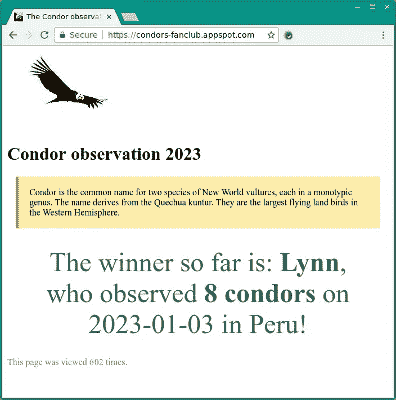 The Condor observa
Secure https://condors-fanclub.appspot.com
Condor observation 2023
Condor is the common name for two species of New World vultures, each in a monotypic
genus. The name derives from the Quechua kuntur. They are the largest flying land birds in
the Western Hemisphere.
The winner so far is: Lynn,
who observed 8 condors on
2023-01-03 in Peru!
This page was viewed 602 times.